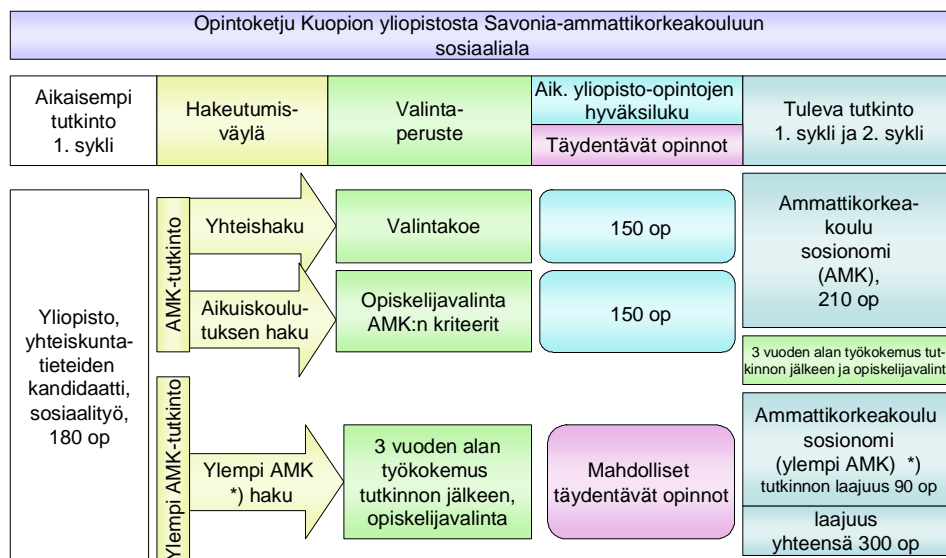 Opintoketju Kuopion yliopistosta Savonia-ammattikorkeakouluun
sosiaaliala
Aikaisempi
tutkinto
1. sykli
Hakeutumis-
väylä
Valinta-
peruste
Aik. yliopisto-opintojen
hyväksiluku
Täydentävät opinnot
Tuleva tutkinto
1. sykli ja 2. sykli
Yliopisto,
yhteiskunta-
tieteiden
kandidaatti,
sosiaalityö,
180 op
AMK-tutkinto
Yhteishaku
Valintakoe
150 op
Aikuiskoulu-
tuksen haku
Opiskelijavalinta
AMK:n kriteerit
150 op
Ammattikorkea-
koulu
sosionomi
(AMK),
210 op
3 vuoden alan työkokemus tut-
kinnon jälkeen ja opiskelijavalint
Ylempi AMK-tutkinto
Ylempi AMK
*) haku
3 vuoden alan
työkokemus
tutkinnon jälkeen,
opiskelijavalinta
Mahdolliset
täydentävät opinnot
Ammattikorkeakoulu
sosionomi
(ylempi AMK) *)
tutkinnon laajuus 90 op
laajuus
yhteensä 300 op